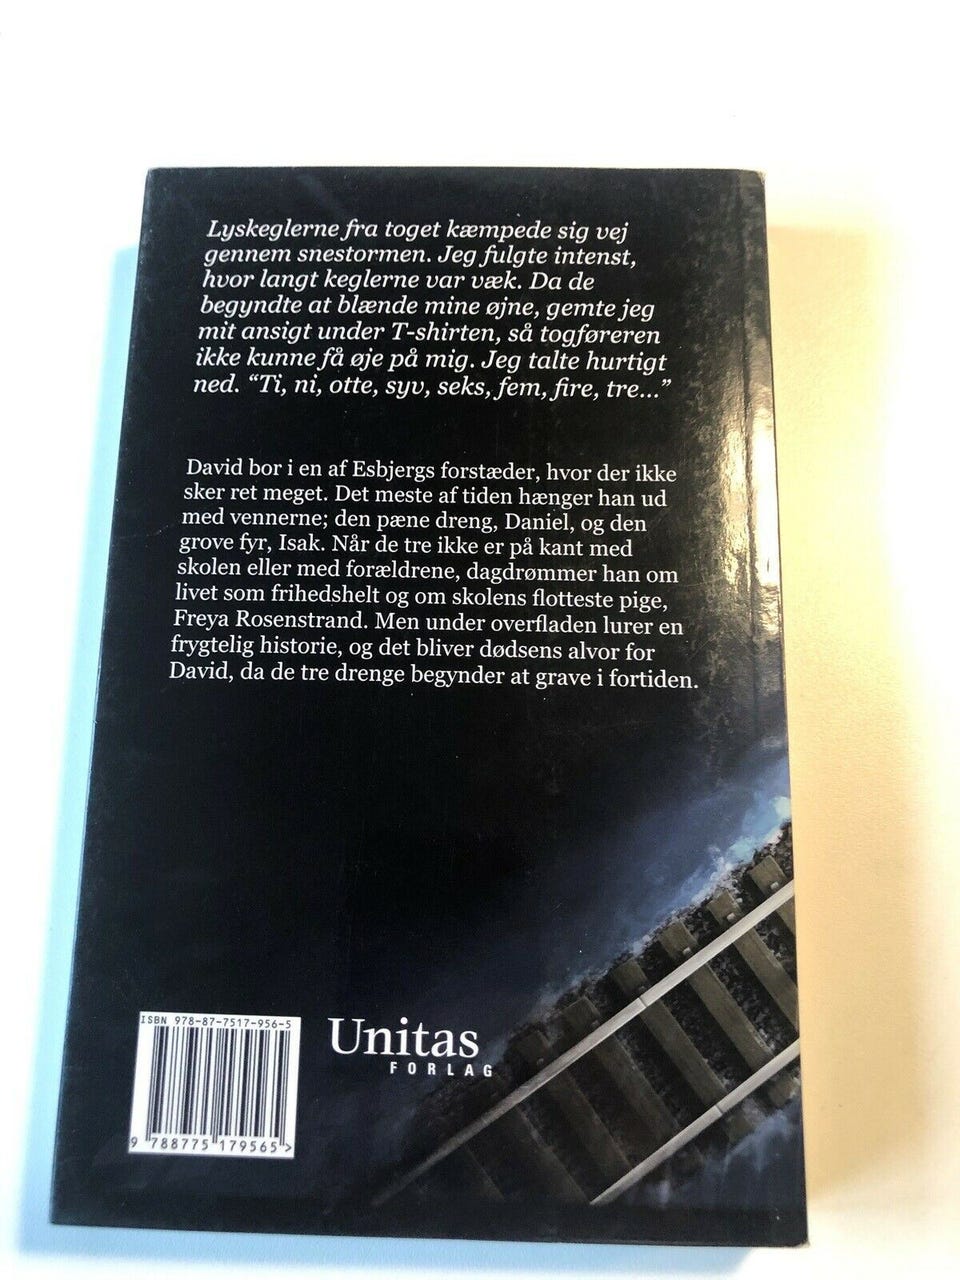 Lyskeglerne fra toget kæmpede sig vej
gennem snestormen. Jeg fulgte intenst,
hvor langt keglerne var væk. Da de
begyndte at blænde mine øjne, gemte jeg
mit ansigt under T-shirten, så togføreren
ikke kunne få øje på mig. Jeg talte hurtigt
ned. “Ti, ni, otte, syv, seks, fem, fire, tre...”
David bor i en af Esbjergs forstæder, hvor der ikke
sker ret meget. Det meste af tiden hænger han ud
med vennerne; den pæne dreng, Daniel, og den
grove fyr, Isak. Når de tre ikke er på kant med
skolen eller med forældrene, dagdrømmer han om
livet som frihedshelt og om skolens flotteste pige,
Freya Rosenstrand. Men under overfladen lurer en
frygtelig historie, og det bliver dødsens alvor for
David, da de tre drenge begynder at grave i fortiden.
ISBN 978-87-7517-956-5
9 788775 179565 >
Unitas
FORLAG